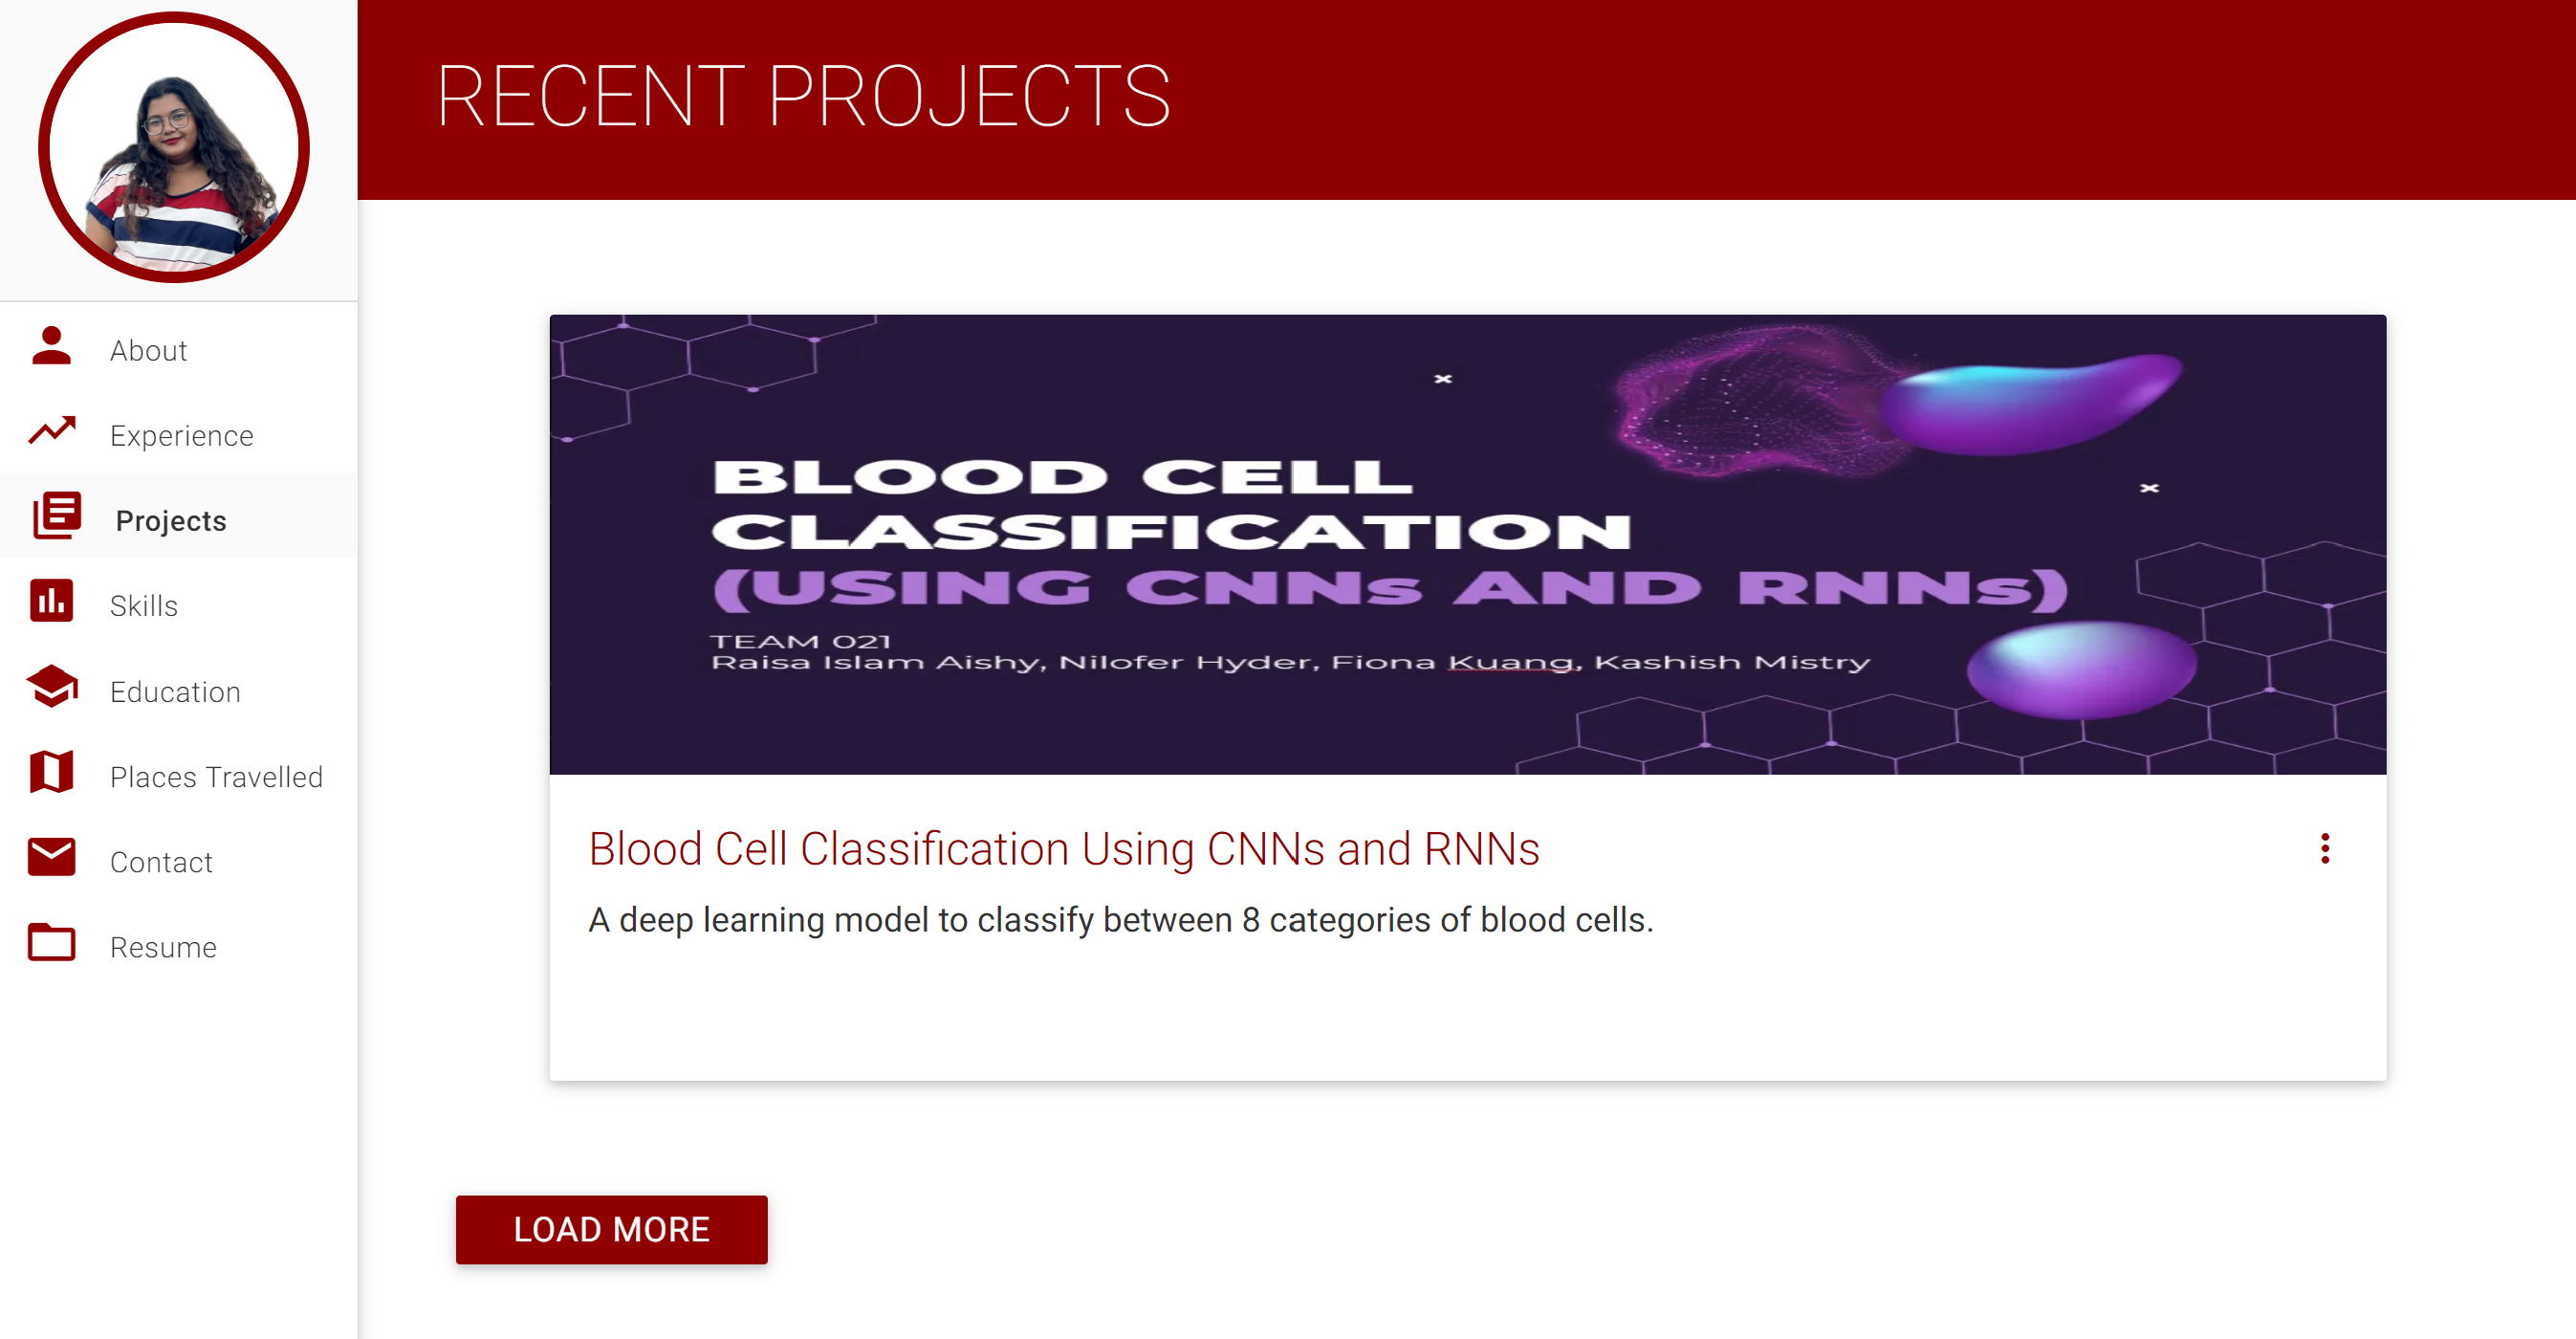 RECENT PROJECTS
About
Experience
Projects
Skills
Education
Places Travelled
Contact
Resume
BLOOD CELL
CLASSIFICATION
(USING CNNs AND RNNs)
TEAM 021
Raisa Islam Aishy, Nilofer Hyder, Fiona Kuang, Kashish Mistry
Blood Cell Classification Using CNNs and RNNs
A deep learning model to classify between 8 categories of blood cells.
LOAD MORE